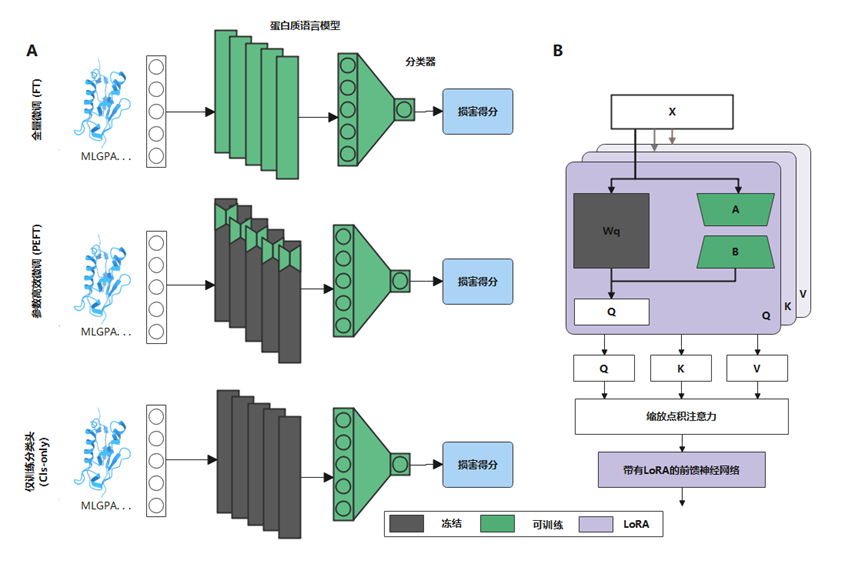 A
蛋白质语言模型
分类器
全量微调 (FT)
MLGPA...
损害得分
参数高效微调 (PEFT)
MLGPA...
损害得分
仅训练分类头
(Cls-only)
MLGPA...
损害得分
B
X
Wq
A
B
Q
Q
K
V
Q
K
V
缩放点积注意力
带有LoRA的前馈神经网络
冻结
可训练
LoRA